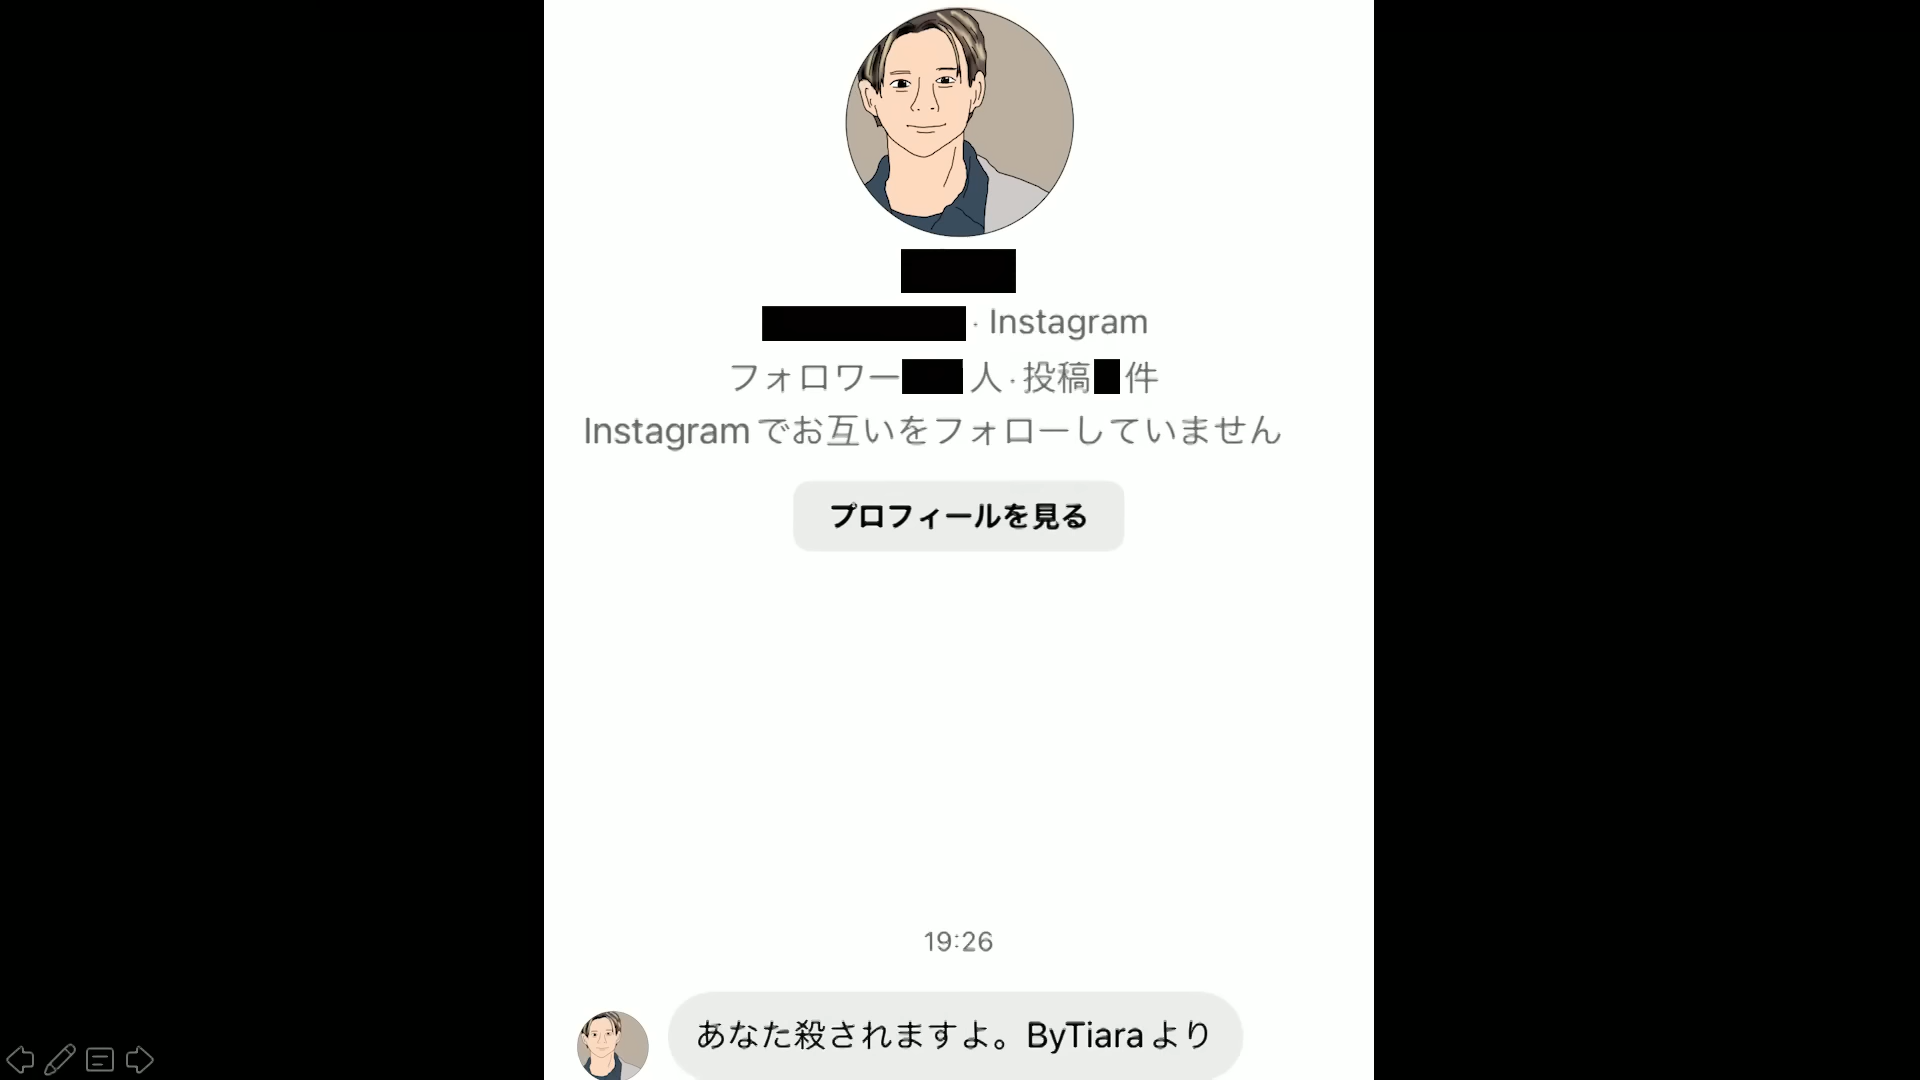 · Instagram
フォロワー人·投稿件
Instagramでお互いをフォローしていません
プロフィールを見る
19:26
あなた殺されますよ。ByTiaraより